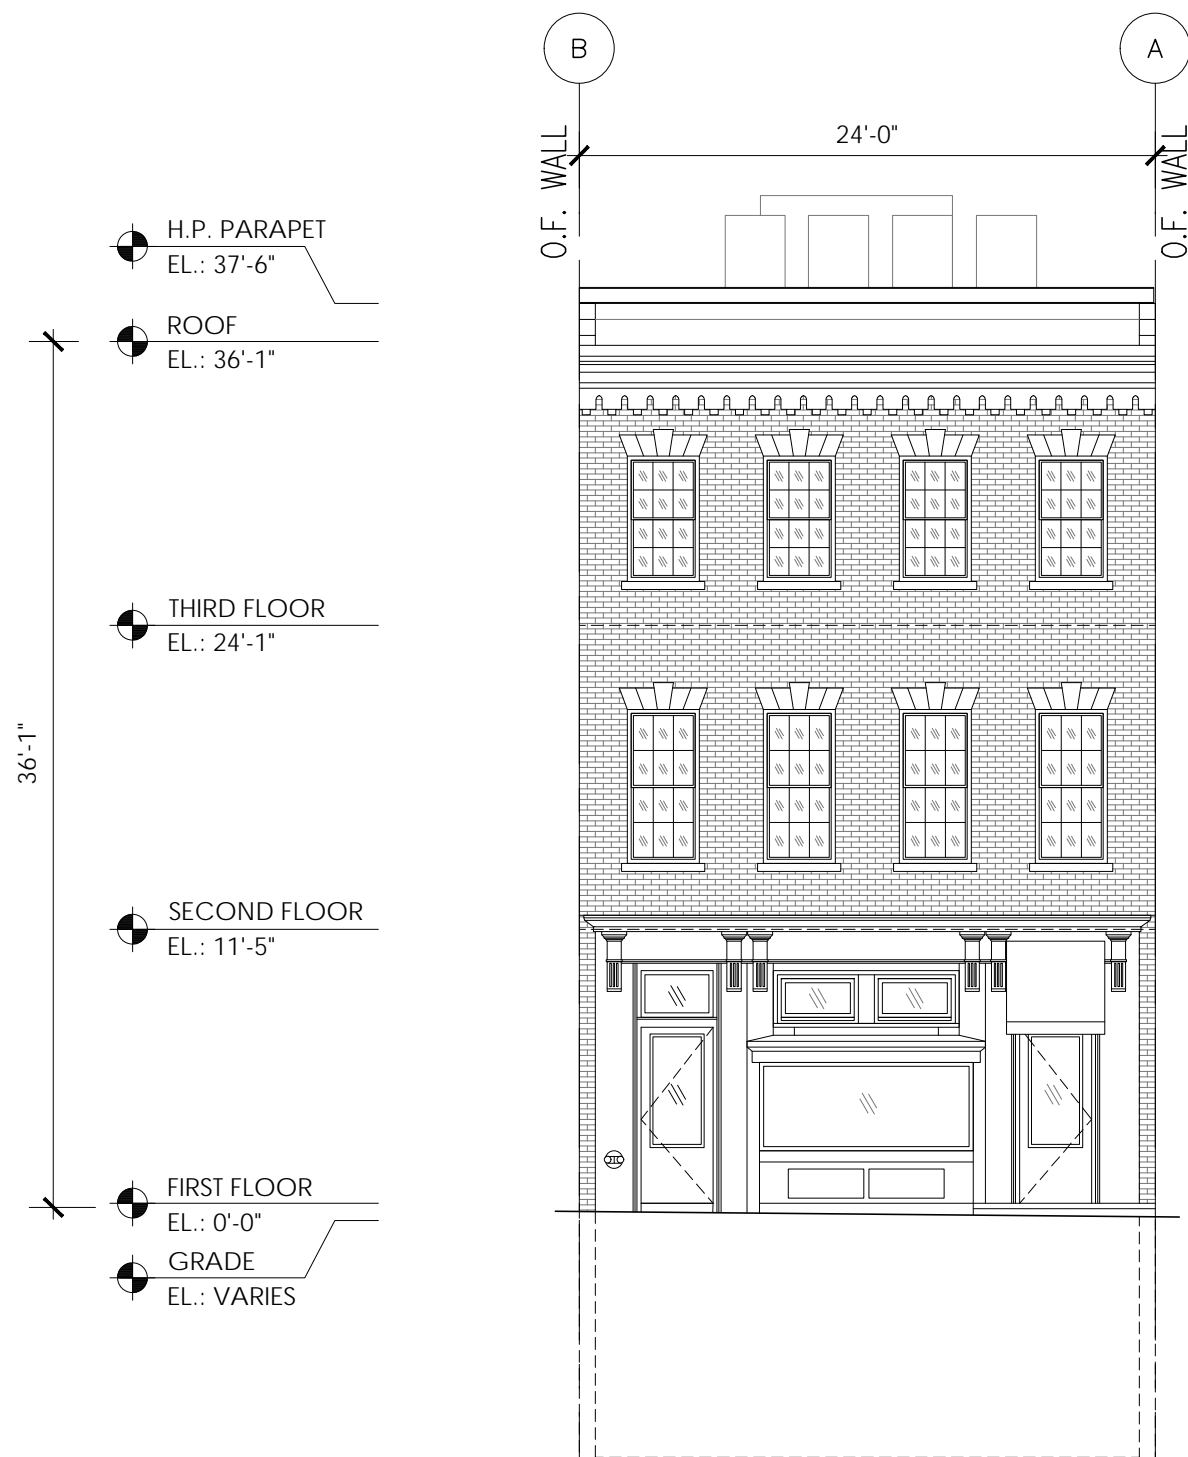 B
A
24'-0"
O.F. WALL
O.F. WALL
H.P. PARAPET
EL.: 37'-6"
ROOF
EL.: 36'-1"
THIRD FLOOR
EL.: 24'-1"
36'-1"
SECOND FLOOR
EL.: 11'-5"
FIRST FLOOR
EL.: 0'-0"
GRADE
EL.: VARIES